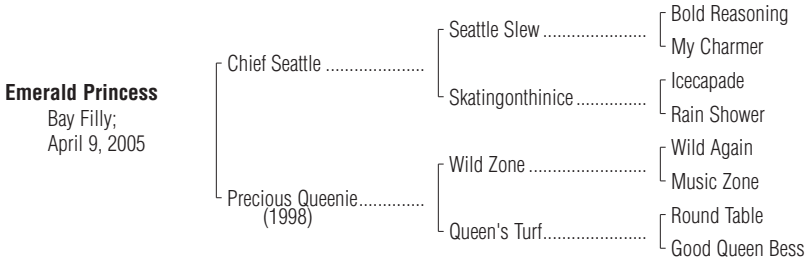 Bold Reasoning
Seattle Slew ......................
My Charmer
Chief Seattle .....................
Icecapade
Skatingonthinice ...............
Rain Shower
Emerald Princess
Bay Filly;
April 9, 2005
Wild Again
Wild Zone .........................
Music Zone
Precious Queenie..............
(1998)
Round Table
Queen's Turf......................
Good Queen Bess